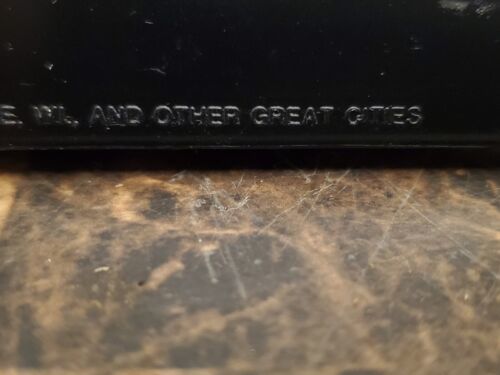 E. WI., AND OTHER GREAT CITIES